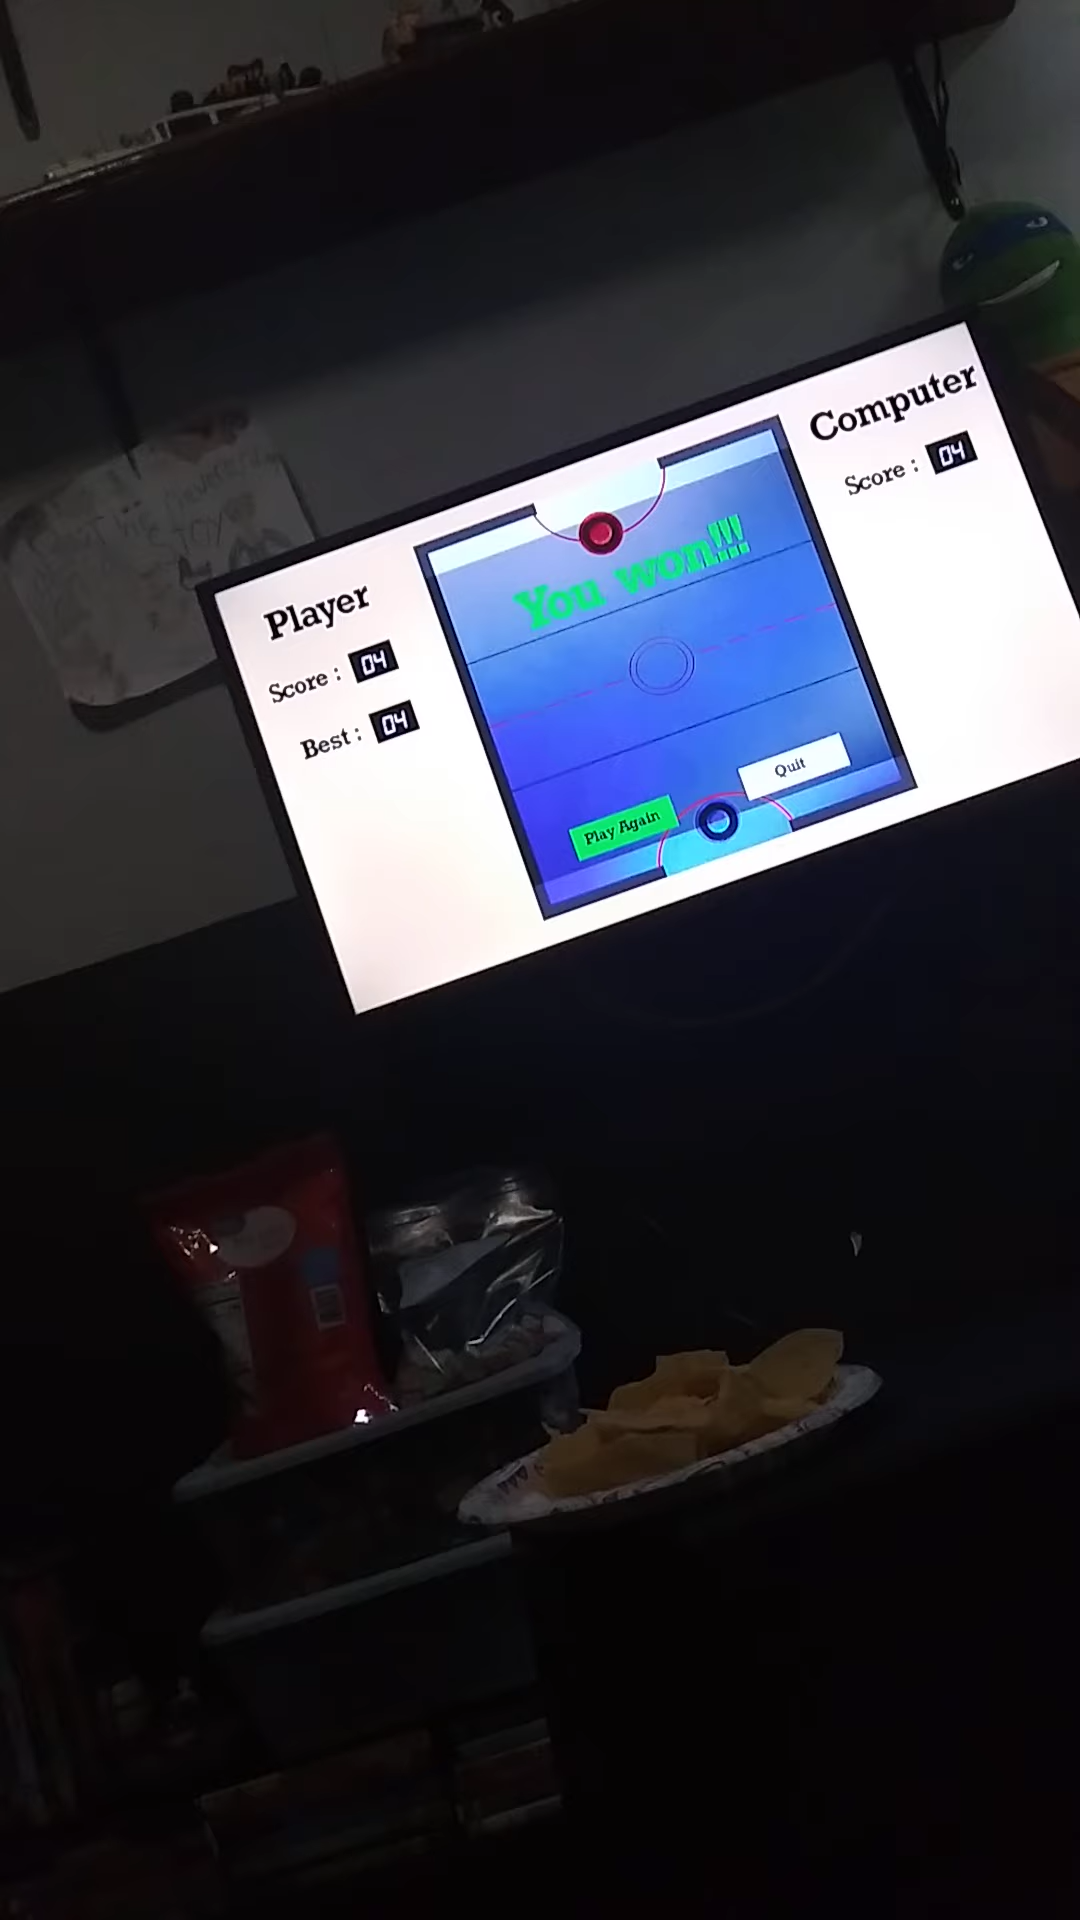 Computer
Score : 04
You won!!!
Player
Score : 04
Best : 04
Quit
Play Again